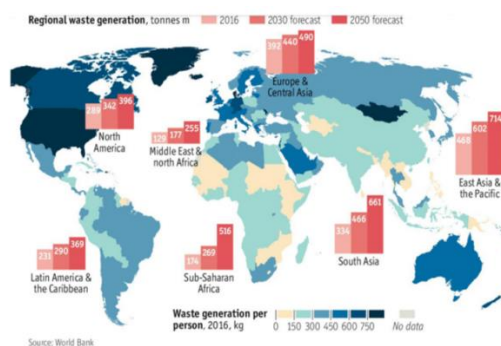 Regional waste generation, tonnes m 2016 2030 forecast 2050 forecast
392 440 490
Europe &
Central Asia
289 342 396
North
America
129 177 255
Middle East &
north Africa
468 602 714
East Asia &
the Pacific
231 290 369
Latin America &
the Caribbean
174 269 516
Sub-Saharan
Africa
334 466 661
South Asia
Waste generation per
person, 2016, kg
0 150 300 450 600 750
No data
Source: World Bank